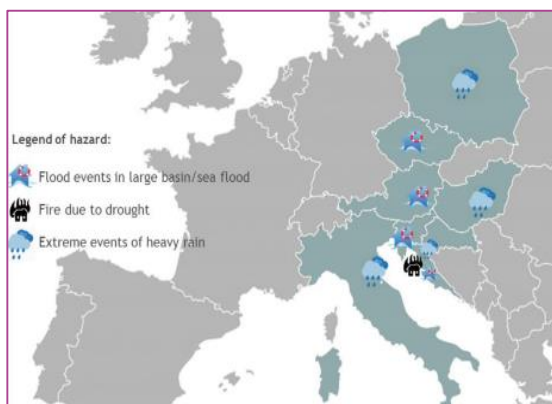 Legend of hazard:
Flood events in large basin/sea flood
Fire due to drought
Extreme events of heavy rain